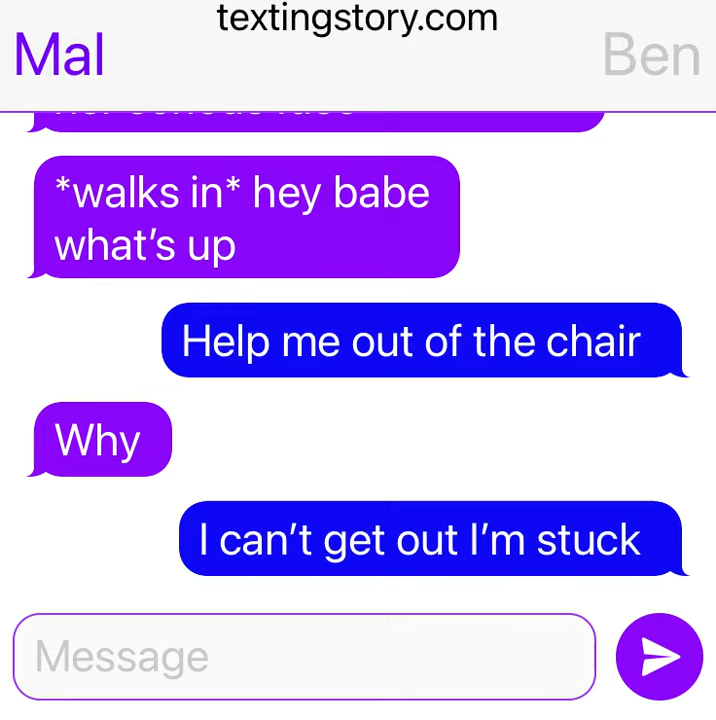 textingstory.com
Mal
Ben
*walks in* hey babe
what’s up
Help me out of the chair
Why
I can’t get out I’m stuck
Message